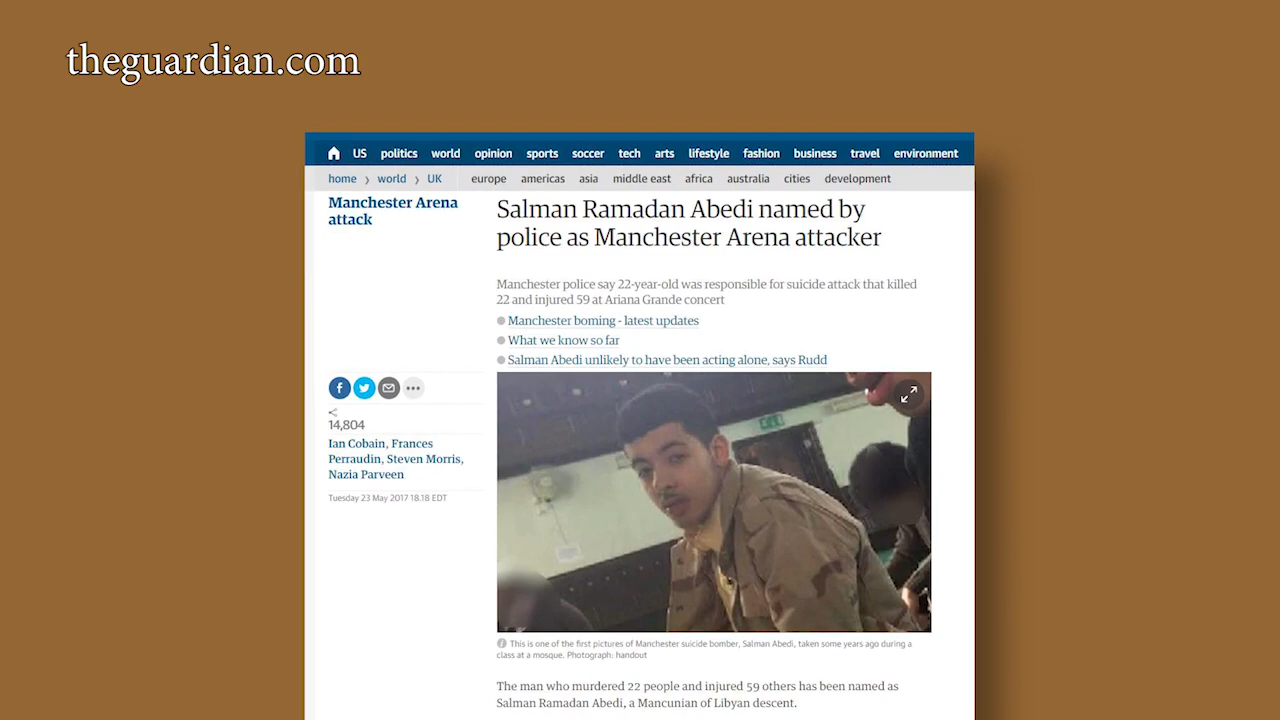 theguardian.com
US politics world opinion sports soccer tech arts lifestyle fashion business travel environment
home › world › UK europe americas asia middle east africa australia cities development
Manchester Arena
attack
Salman Ramadan Abedi named by
police as Manchester Arena attacker
Manchester police say 22-year-old was responsible for suicide attack that killed
22 and injured 59 at Ariana Grande concert
Manchester boming - latest updates
What we know so far
Salman Abedi unlikely to have been acting alone, says Rudd
14,804
Ian Cobain, Frances
Perraudin, Steven Morris,
Nazia Parveen
Tuesday 23 May 2017 18.18 EDT
This is one of the first pictures of Manchester suicide bomber, Salman Abedi, taken some years ago during a
class at a mosque. Photograph: handout
The man who murdered 22 people and injured 59 others has been named as
Salman Ramadan Abedi, a Mancunian of Libyan descent.